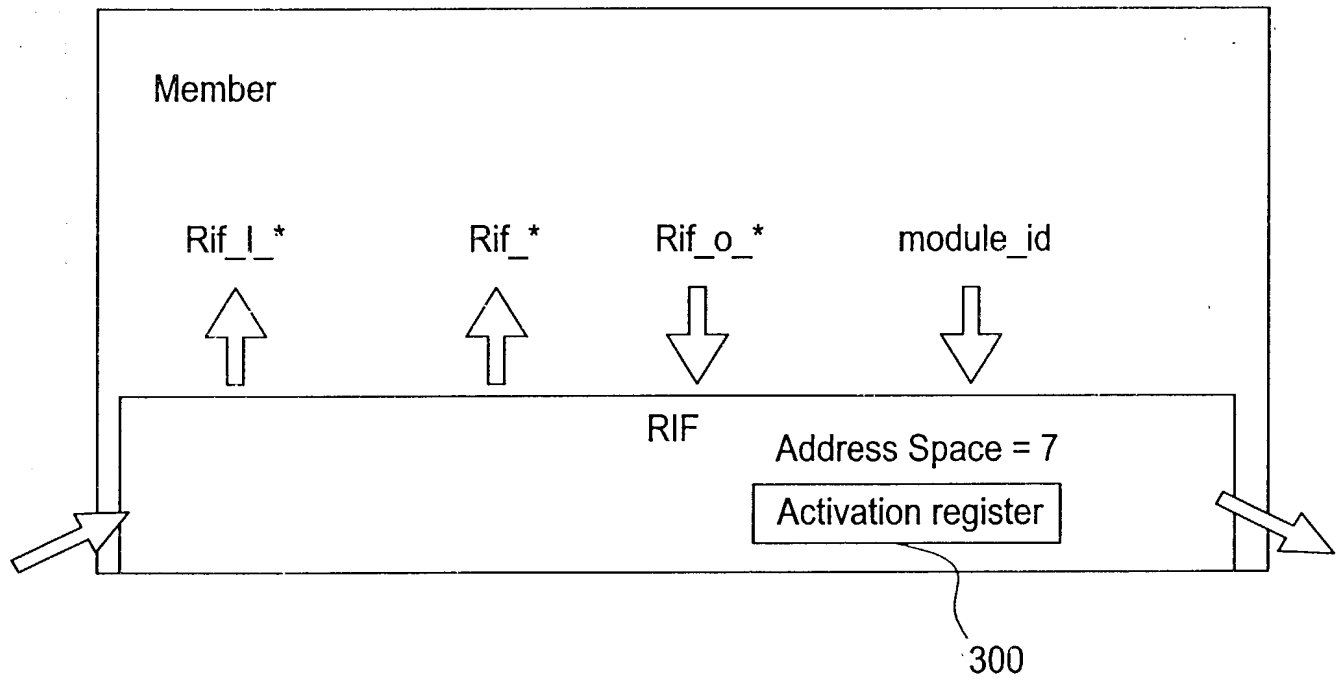 Member
Rif_I_* Rif_* Rif_o_* module_id
RIF
Address Space = 7
Activation register
300